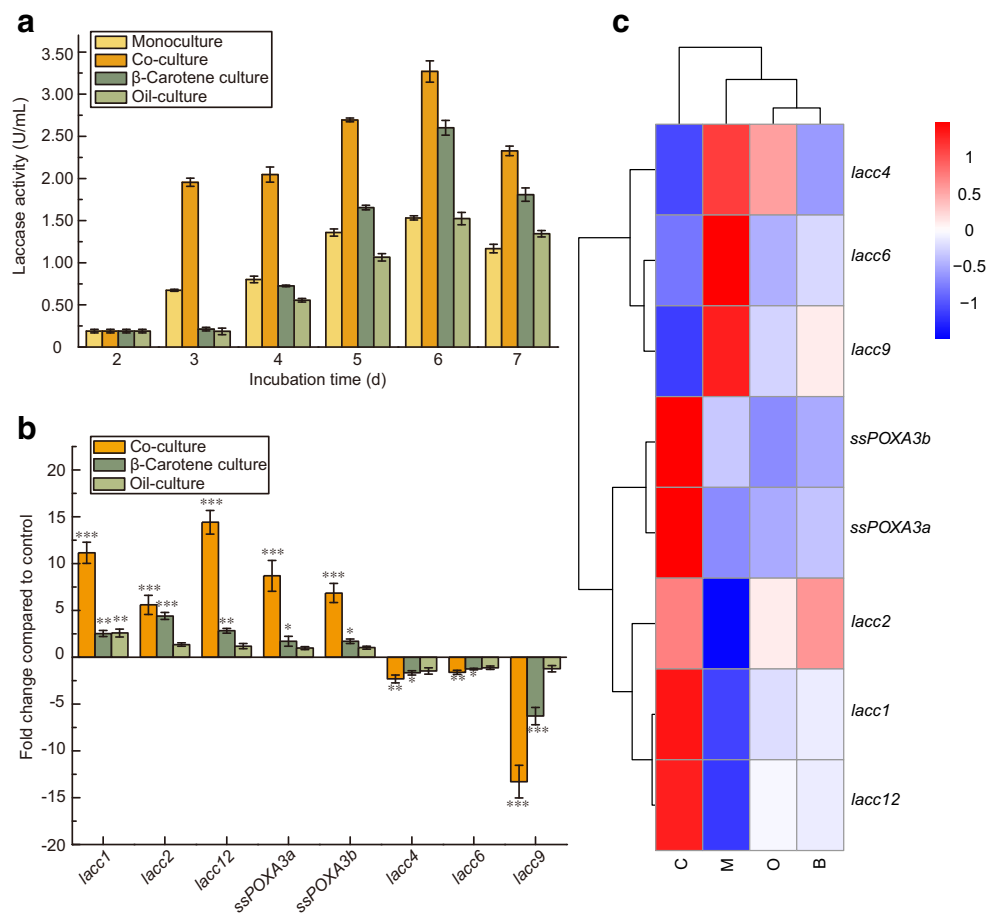 a
Laccase activity (U/mL)
3.50
3.00
2.50
2.00
1.50
1.00
0.50
0
Monoculture
Co-culture
β-Carotene culture
Oil-culture
2 3 4 5 6 7
Incubation time (d)
b
Fold change compared to control
20
15
10
5
0
-5
-10
-15
-20
Co-culture
β-Carotene culture
Oil-culture
*** ** **
*** ***
*** **
*** *
*** *
** *
** *
*** ***
lacc1 lacc2 lacc12 ssPOXA3a ssPOXA3b lacc4 lacc6 lacc9
c
lacc4
lacc6
lacc9
ssPOXA3b
ssPOXA3a
lacc2
lacc1
lacc12
C M O B
1
0.5
0
−0.5
−1